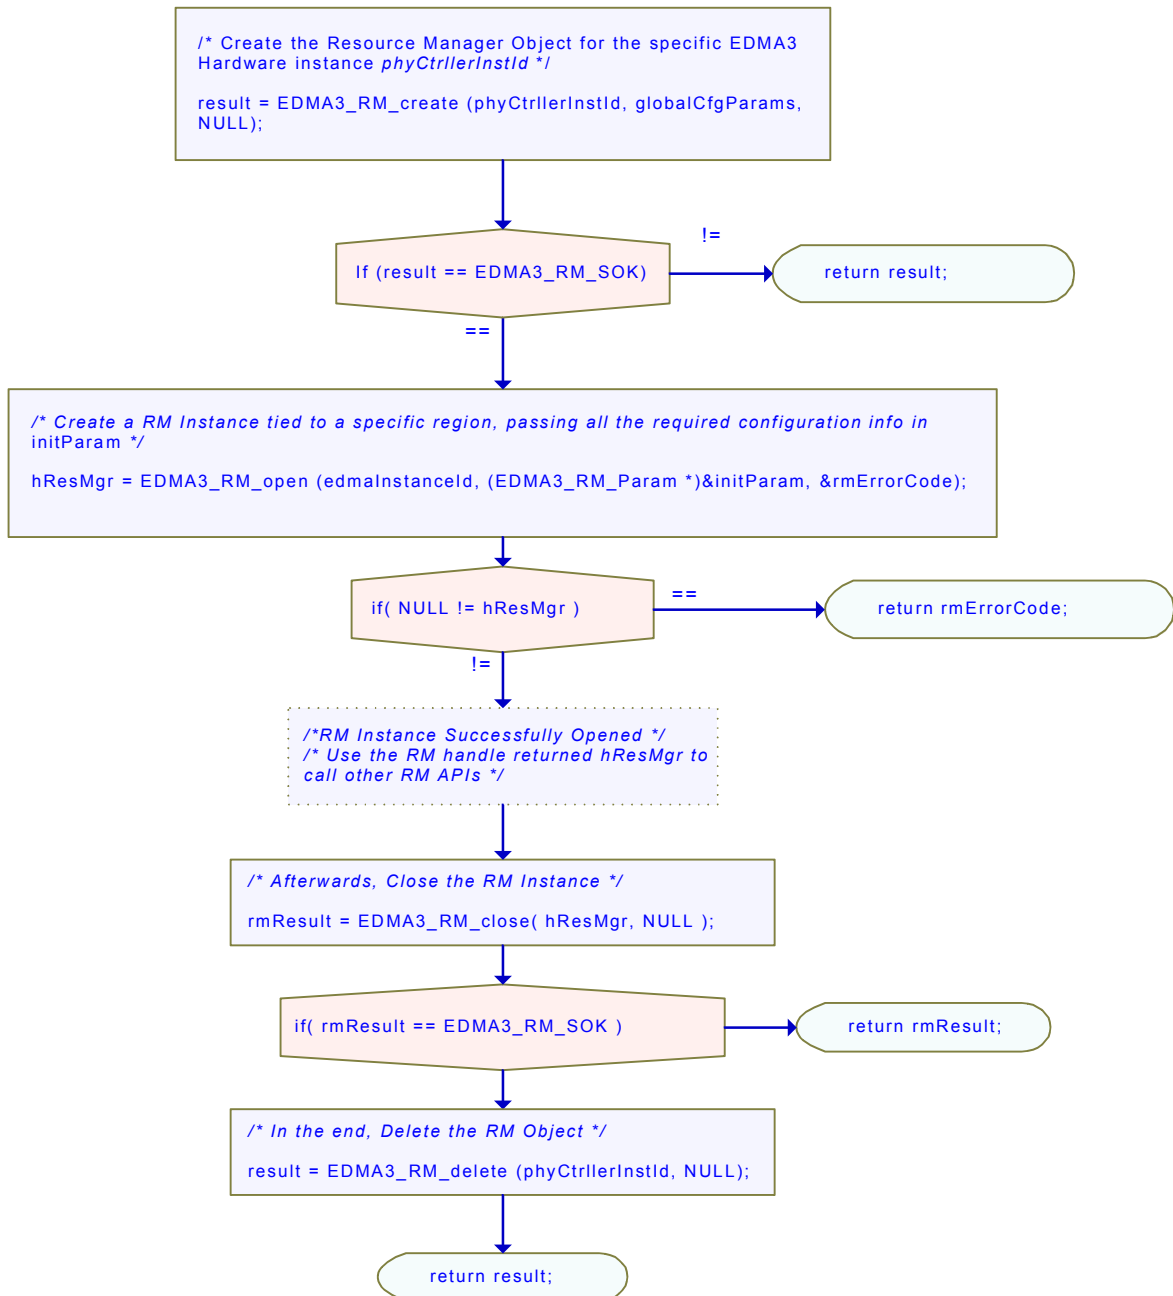 /* Create the Resource Manager Object for the specific EDMA3
Hardware instance phyCtrllerInstId */
result = EDMA3_RM_create (phyCtrllerInstId, globalCfgParams,
NULL);
!=
If (result == EDMA3_RM_SOK)
return result;
==
/* Create a RM Instance tied to a specific region, passing all the required configuration info in
initParam */
hResMgr = EDMA3_RM_open (edmaInstanceId, (EDMA3_RM_Param *)&initParam, &rmErrorCode);
==
if( NULL != hResMgr )
return rmErrorCode;
!=
/*RM Instance Successfully Opened */
/* Use the RM handle returned hResMgr to
call other RM APIs */
/* Afterwards, Close the RM Instance */
rmResult = EDMA3_RM_close( hResMgr, NULL );
if( rmResult == EDMA3_RM_SOK )
return rmResult;
/* In the end, Delete the RM Object */
result = EDMA3_RM_delete (phyCtrllerInstId, NULL);
return result;